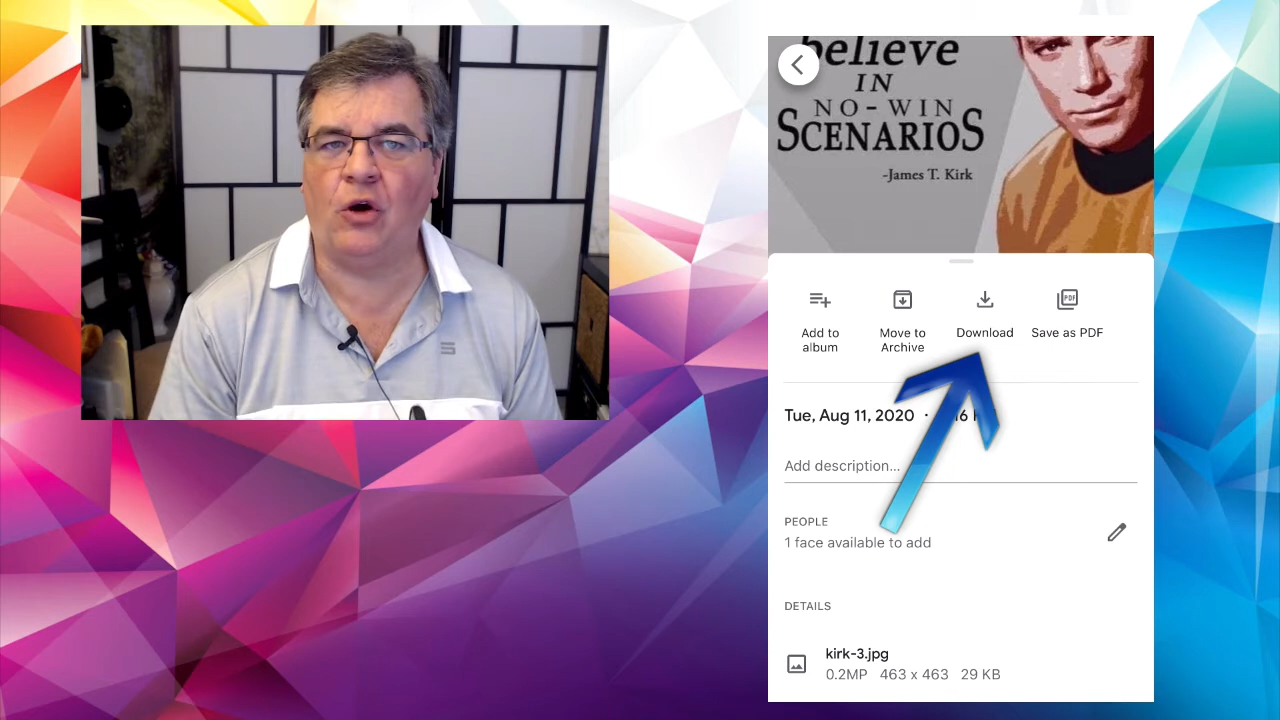 believe
IN
NO-WIN
SCENARIOS
-James T. Kirk
Add to
album
Move to
Archive
Download
PDF
Save as PDF
Tue, Aug 11, 2020 ·
Add description...
PEOPLE
1 face available to add
DETAILS
kirk-3.jpg
0.2MP 463 x 463 29 KB